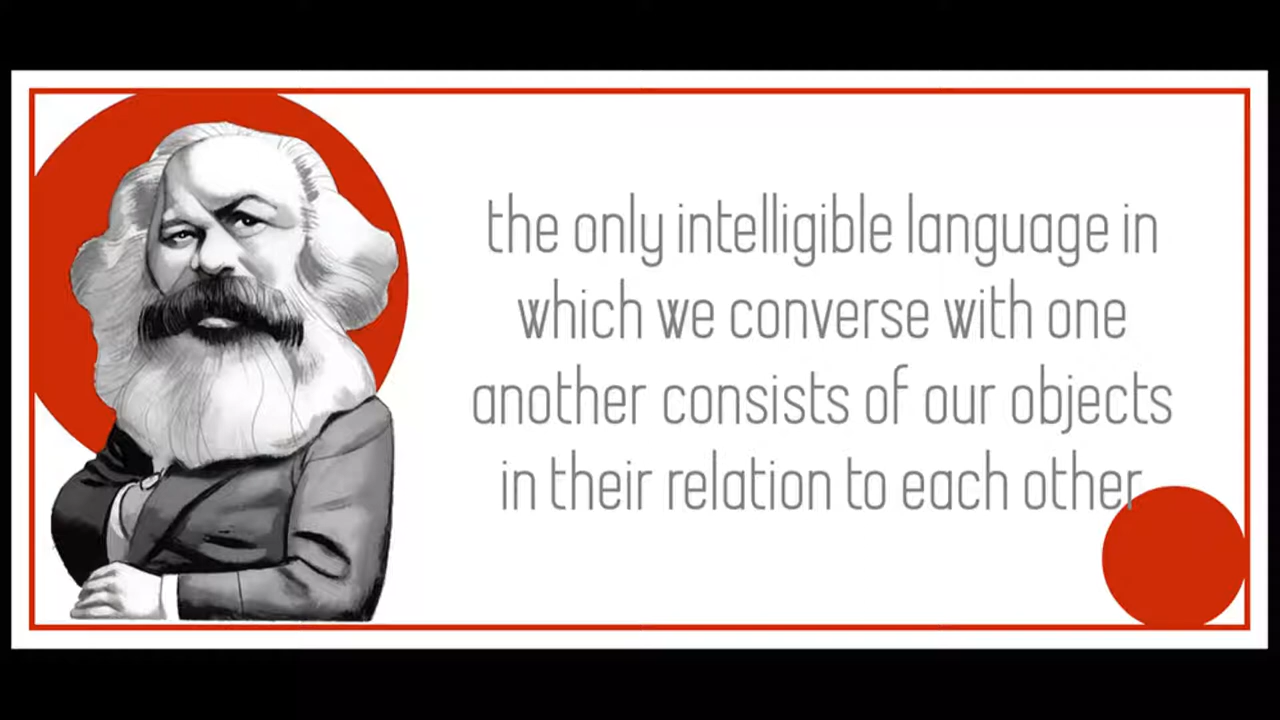 the only intelligible language in
which we converse with one
another consists of our objects
in their relation to each other